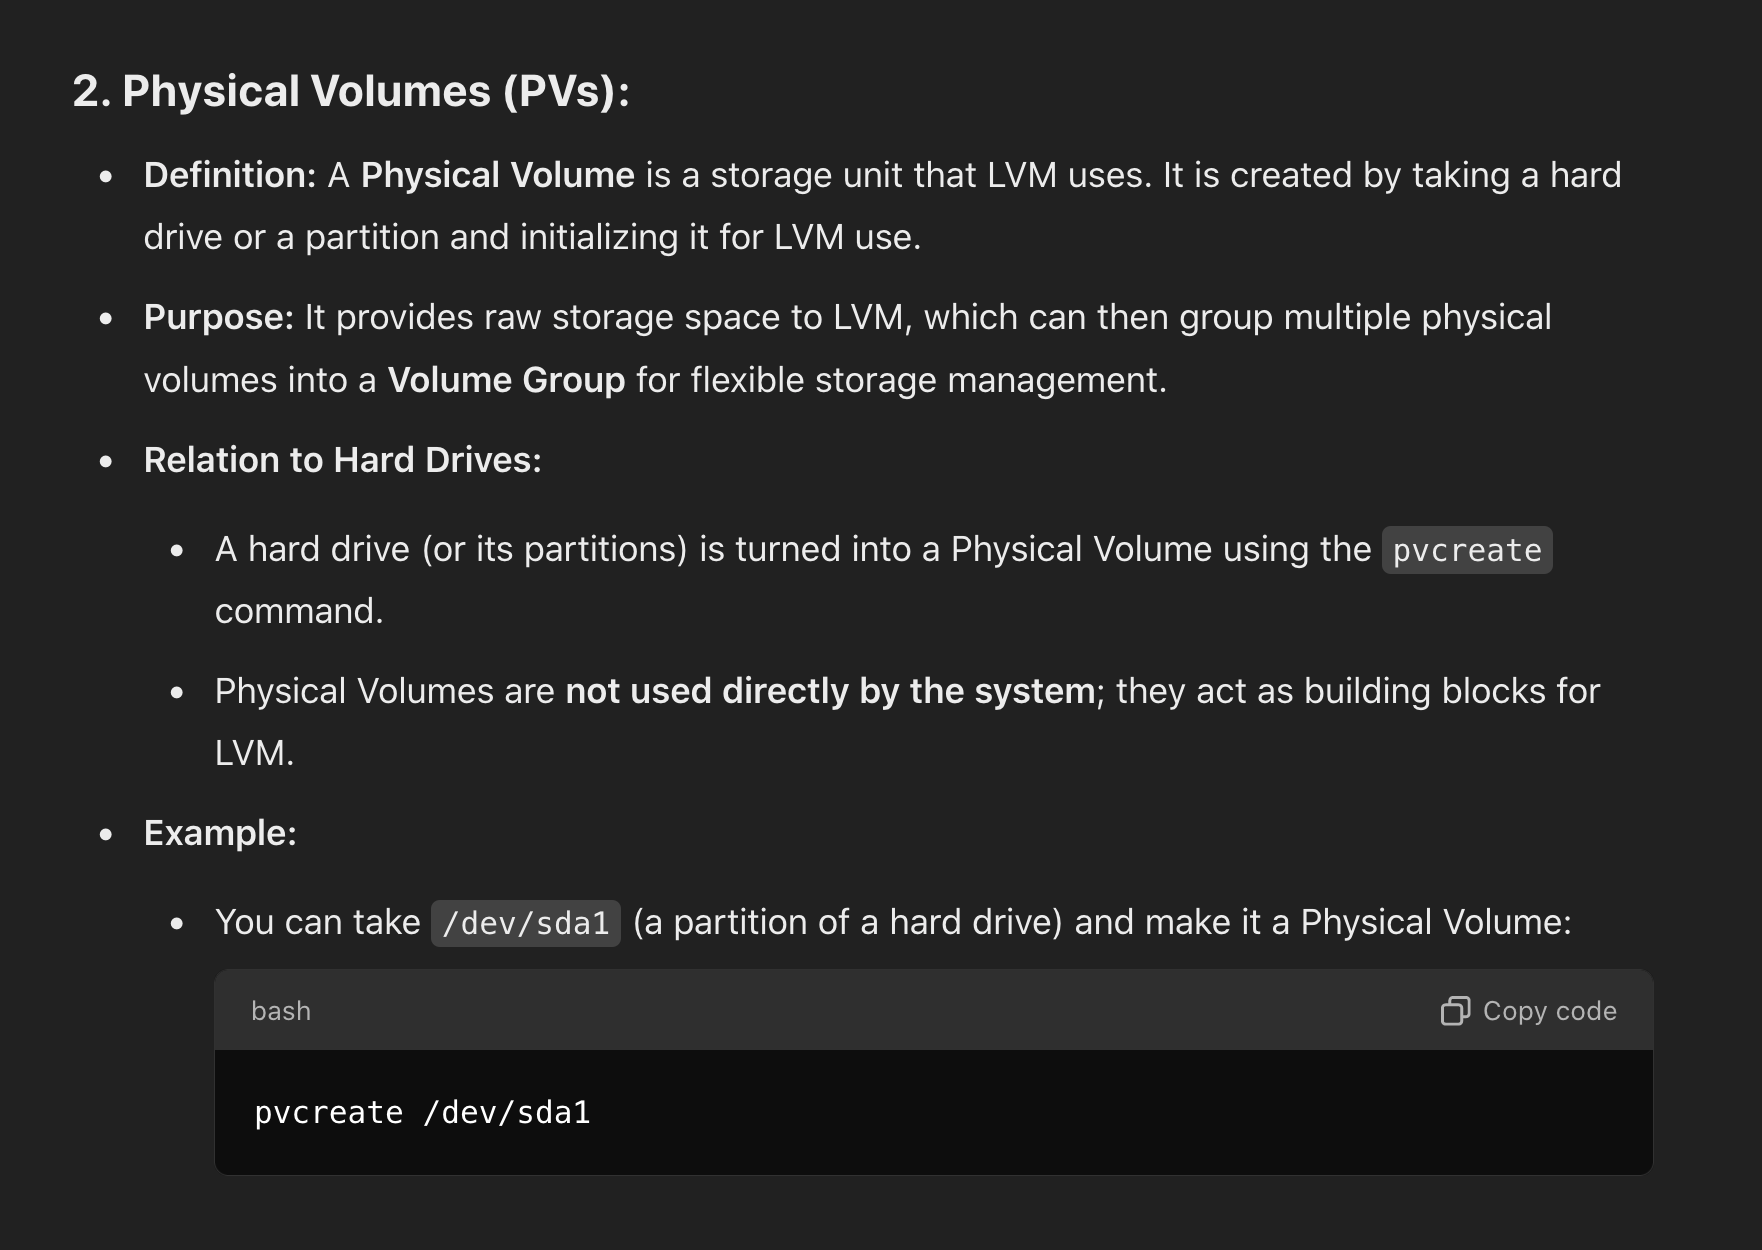 2. Physical Volumes (PVs):
• Definition: A Physical Volume is a storage unit that LVM uses. It is created by taking a hard
drive or a partition and initializing it for LVM use.
• Purpose: It provides raw storage space to LVM, which can then group multiple physical
volumes into a Volume Group for flexible storage management.
• Relation to Hard Drives:
• A hard drive (or its partitions) is turned into a Physical Volume using the pvcreate
command.
• Physical Volumes are not used directly by the system; they act as building blocks for
LVM.
• Example:
• You can take /dev/sda1 (a partition of a hard drive) and make it a Physical Volume:
bash Copy code
pvcreate /dev/sda1